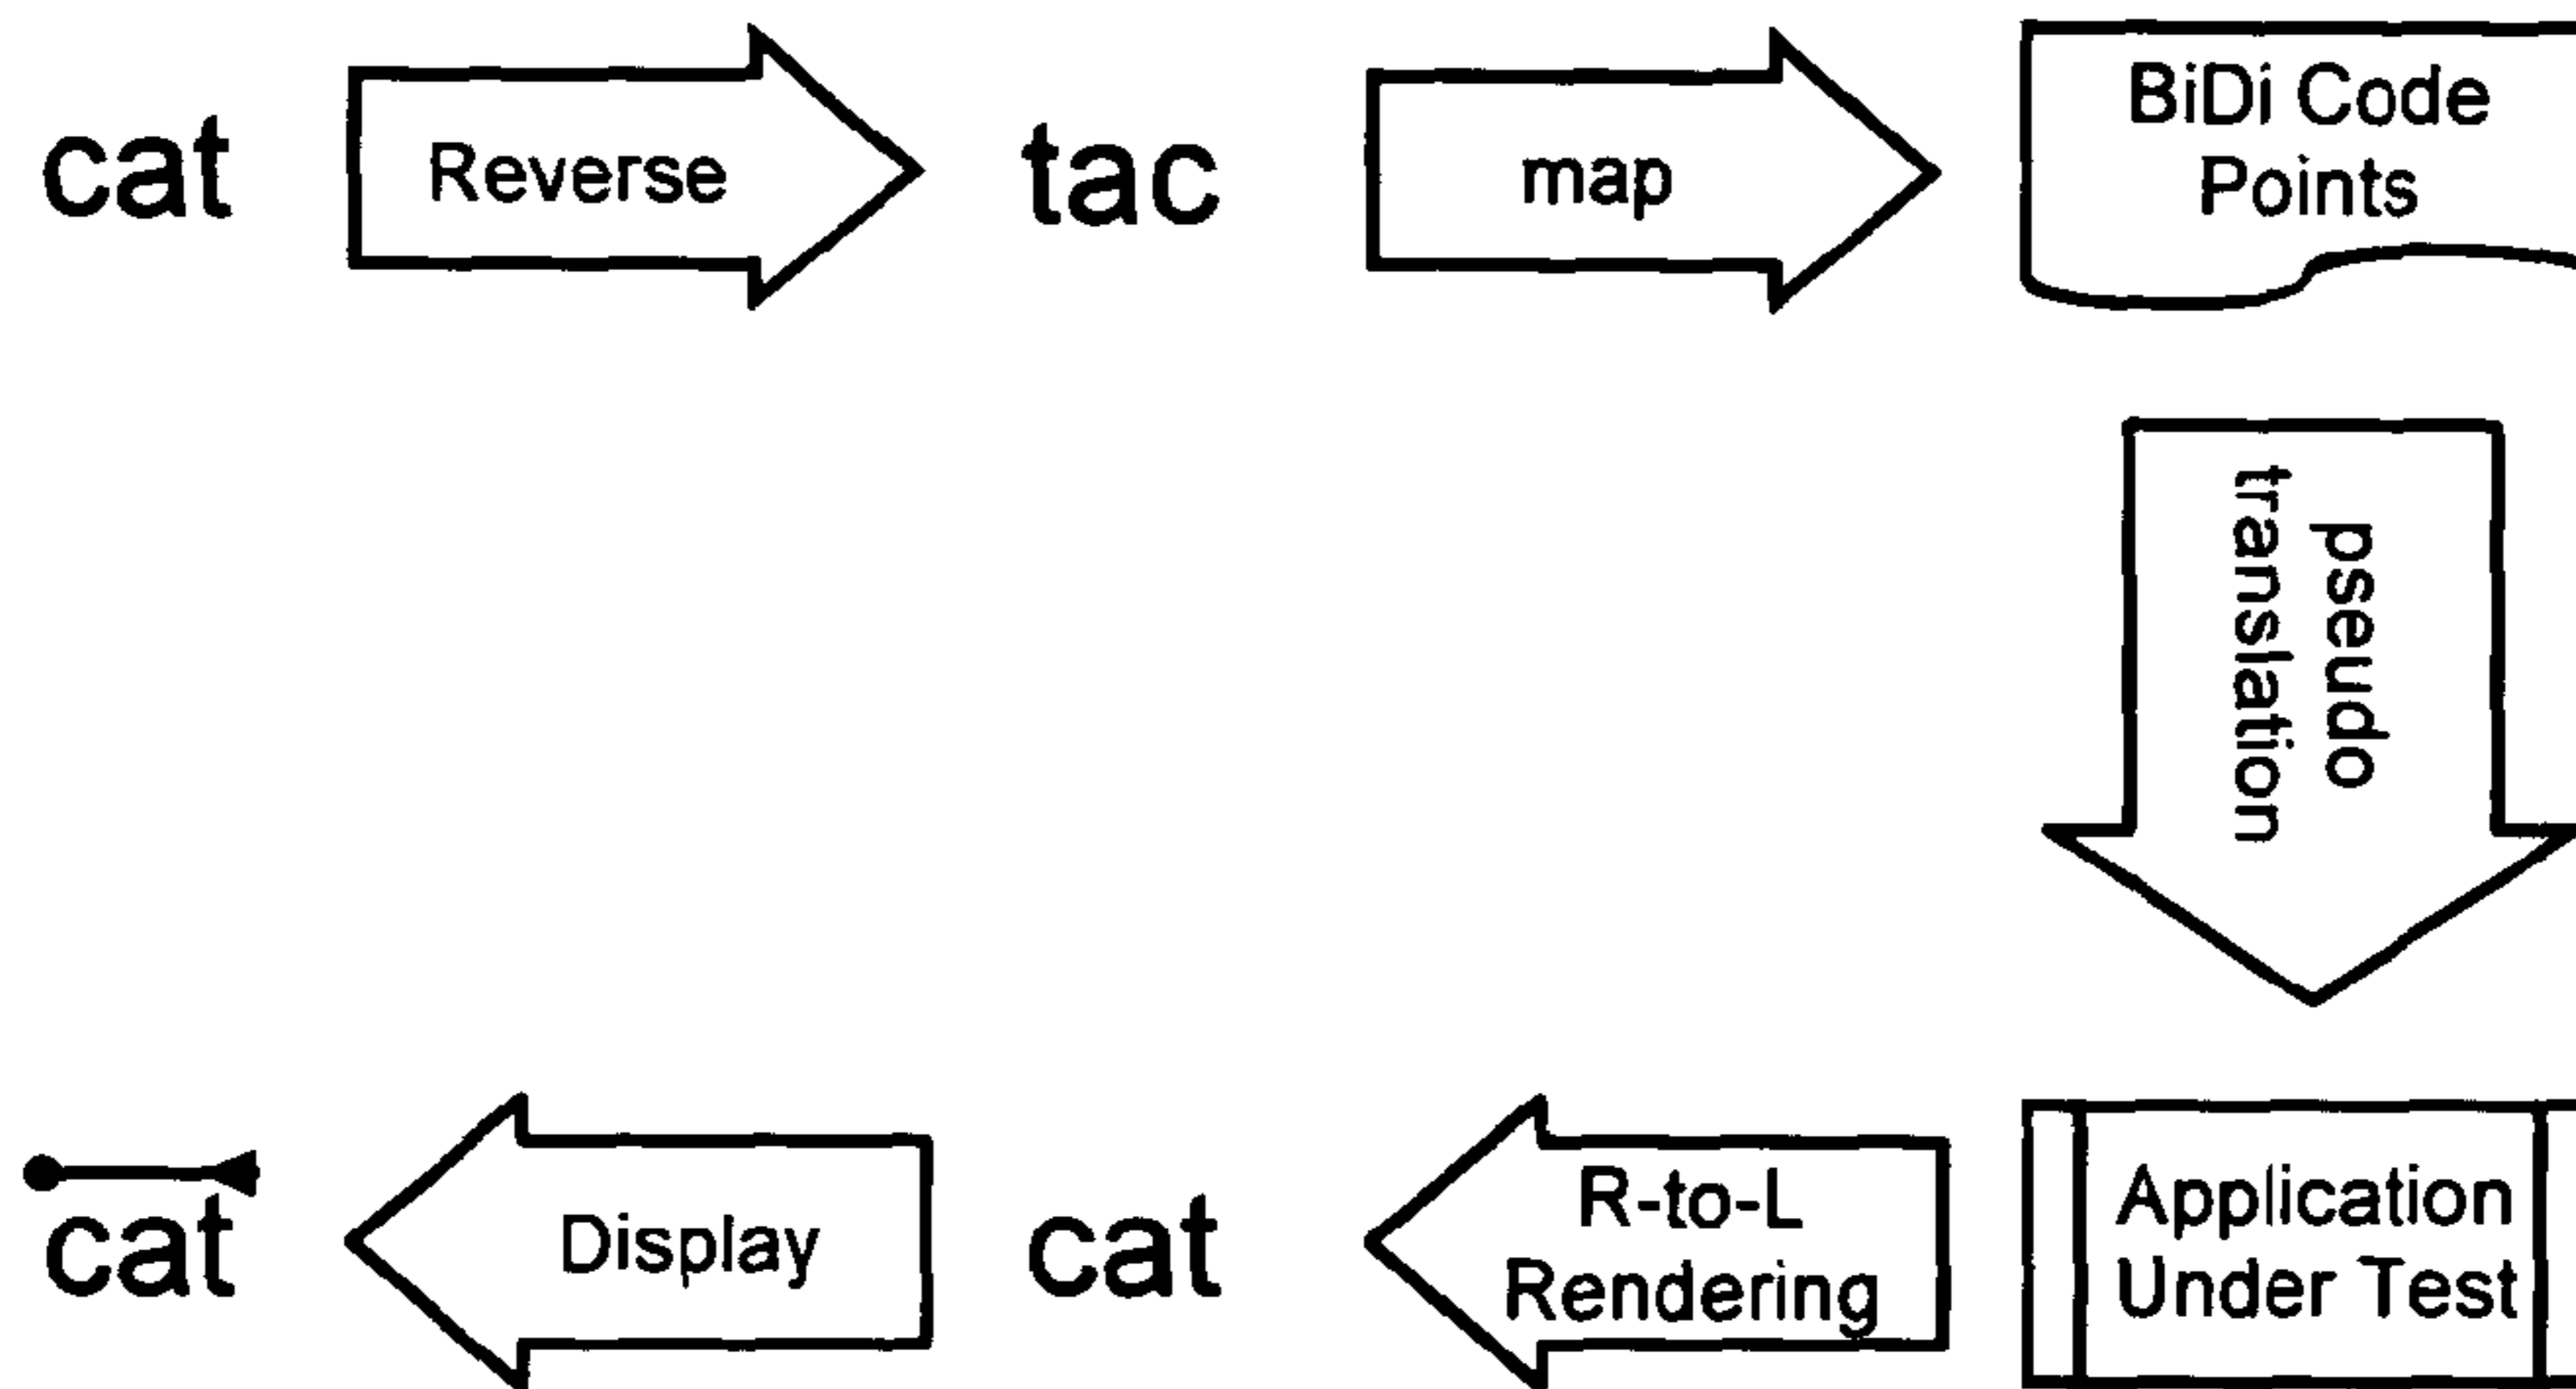 cat
Reverse
tac
map
BiDi Code
Points
pseudo
translation
Application
Under Test
R-to-L
Rendering
cat
Display
cat